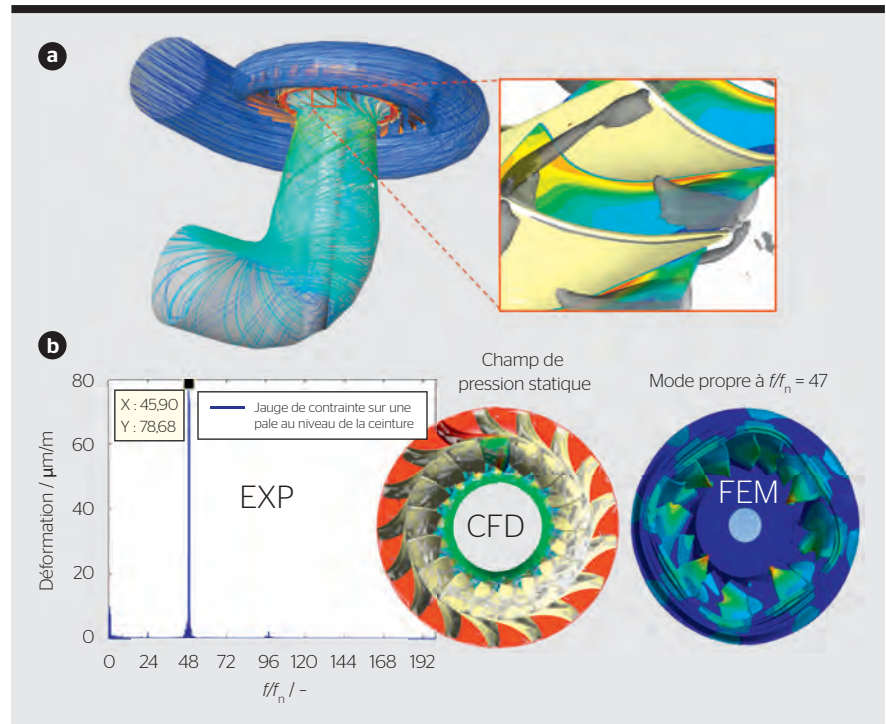 a
b
Champ de
pression statique
Mode propre à f/fn = 47
80
X : 45,90
Y : 78,68
Jauge de contrainte sur une
pale au niveau de la ceinture
60
EXP
40
20
0
Déformation / µm/m
CFD
FEM
0 24 48 72 96 120 144 168 192
f/fn / -